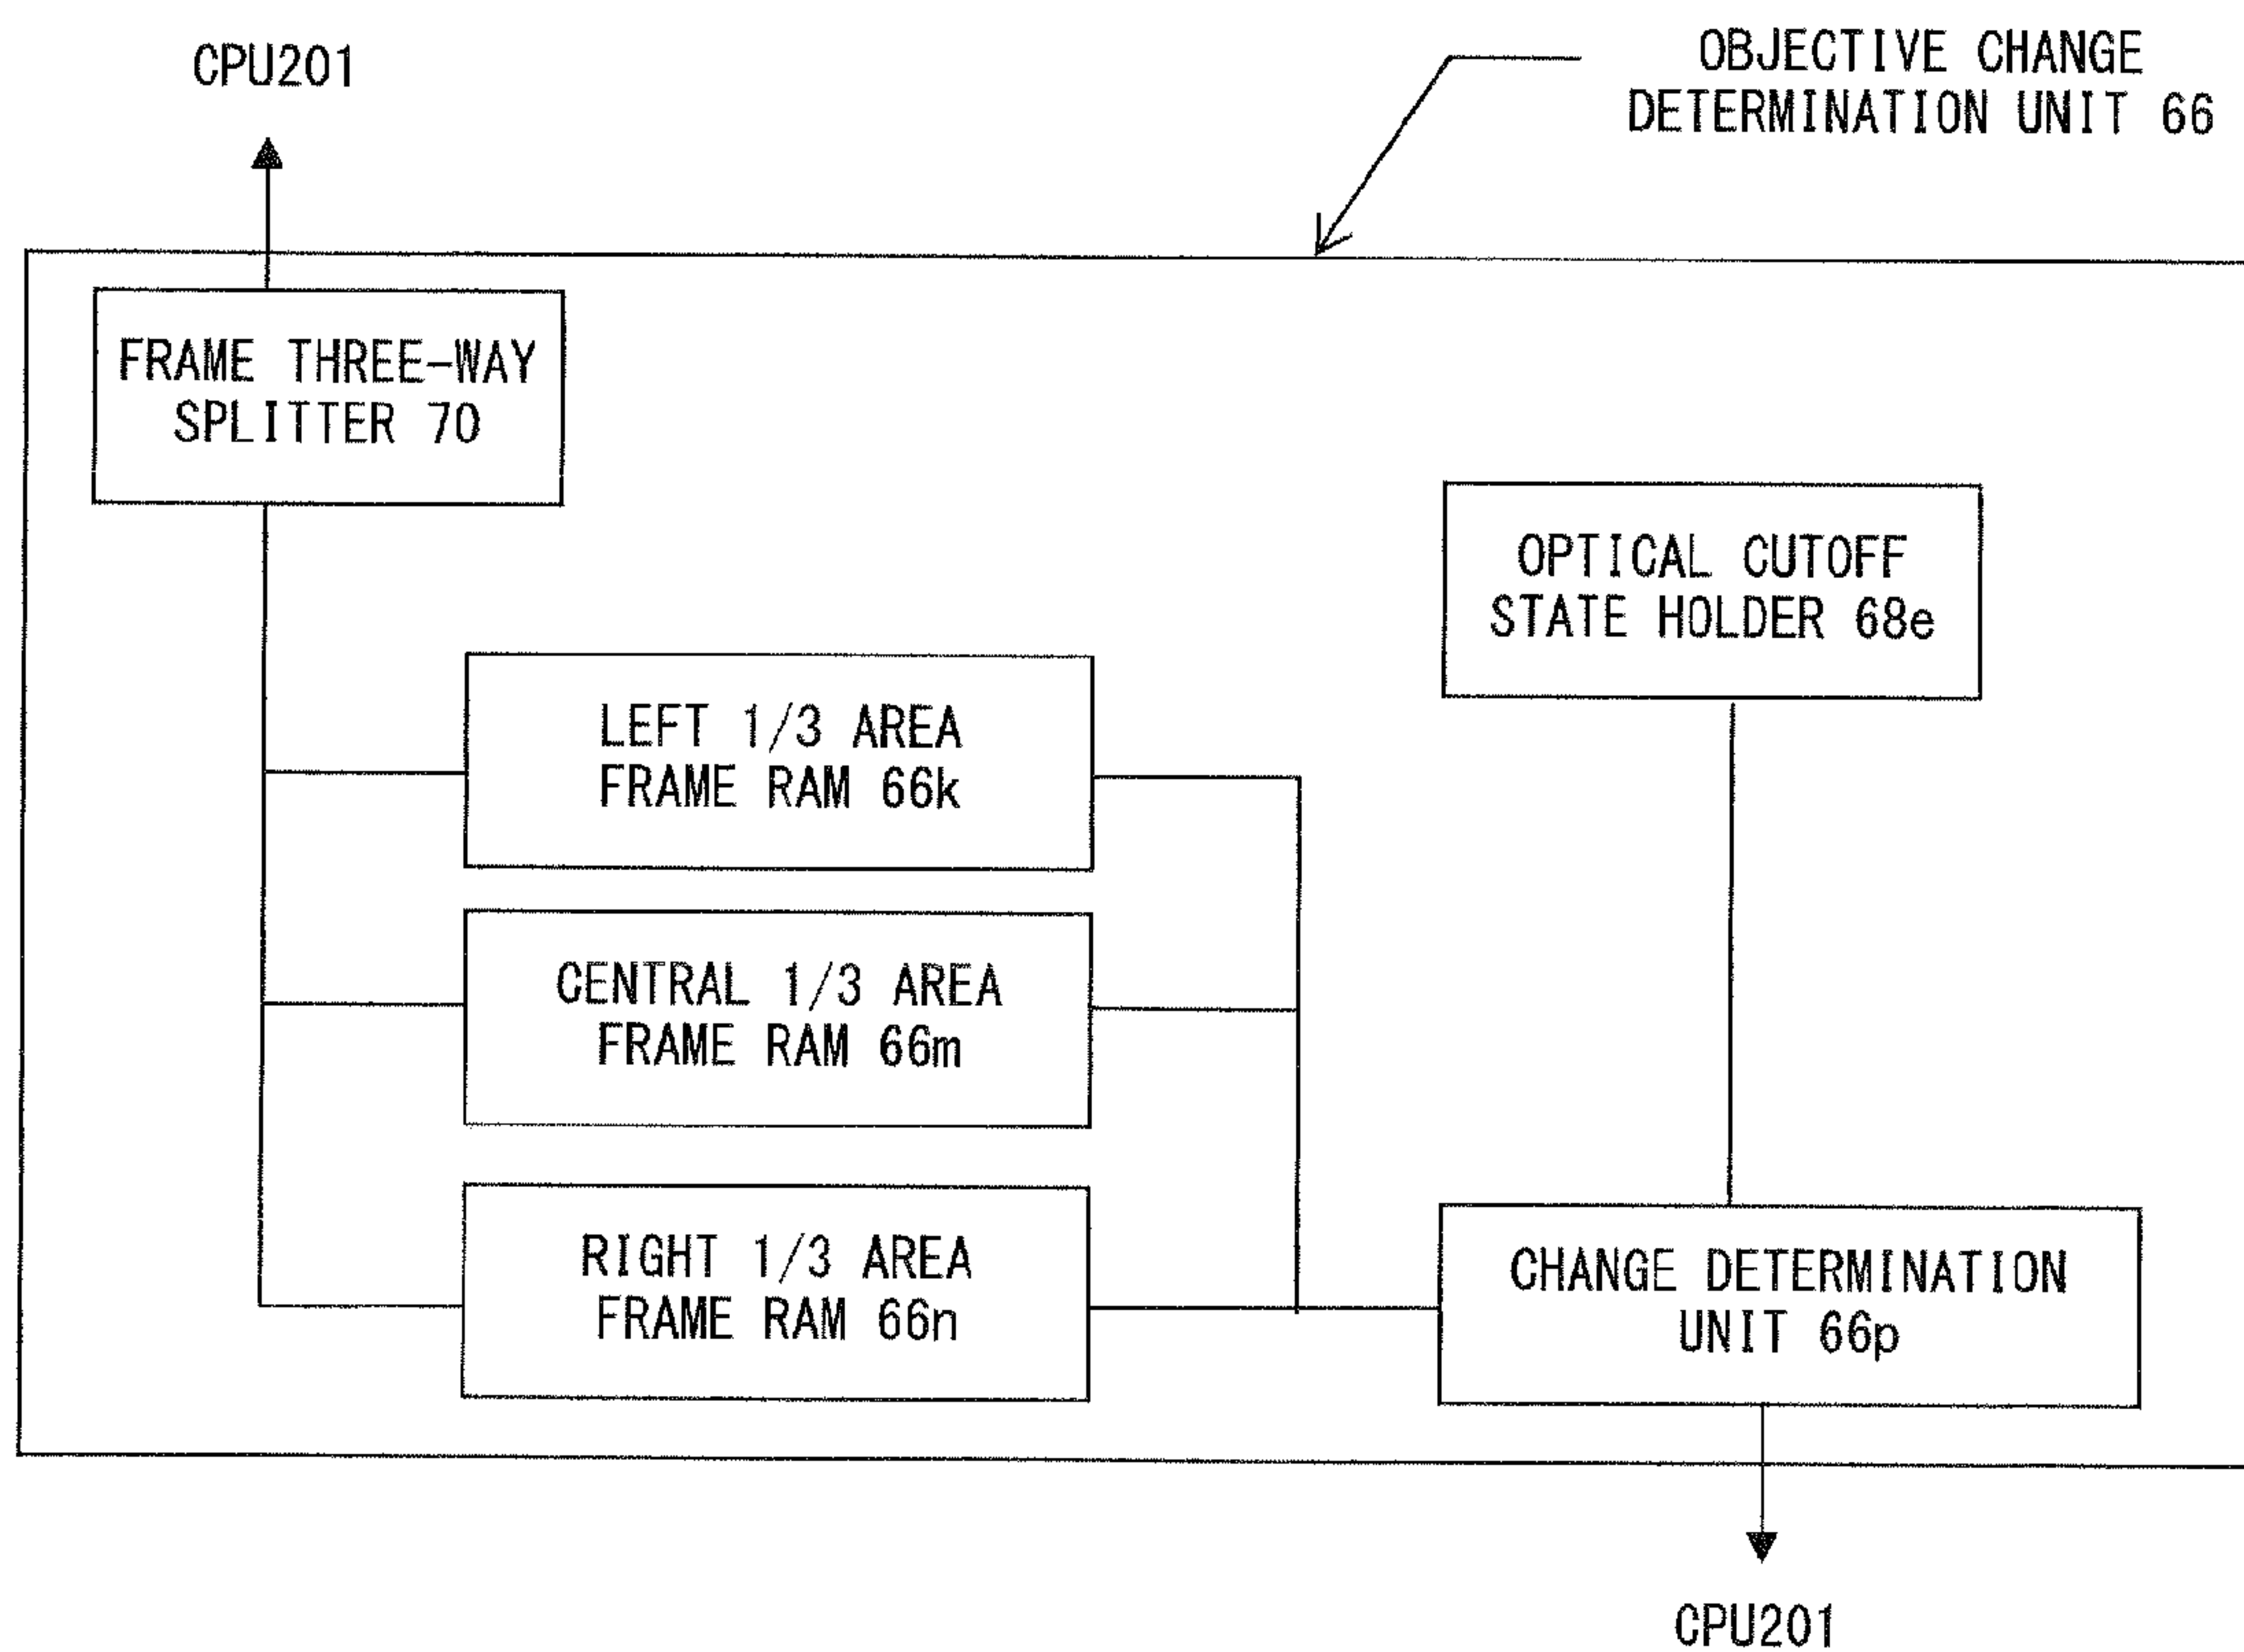 CPU201
OBJECTIVE CHANGE
DETERMINATION UNIT 66
FRAME THREE-WAY
SPLITTER 70
OPTICAL CUTOFF
STATE HOLDER 68e
LEFT 1/3 AREA
FRAME RAM 66k
CENTRAL 1/3 AREA
FRAME RAM 66m
RIGHT 1/3 AREA
FRAME RAM 66n
CHANGE DETERMINATION
UNIT 66p
CPU201